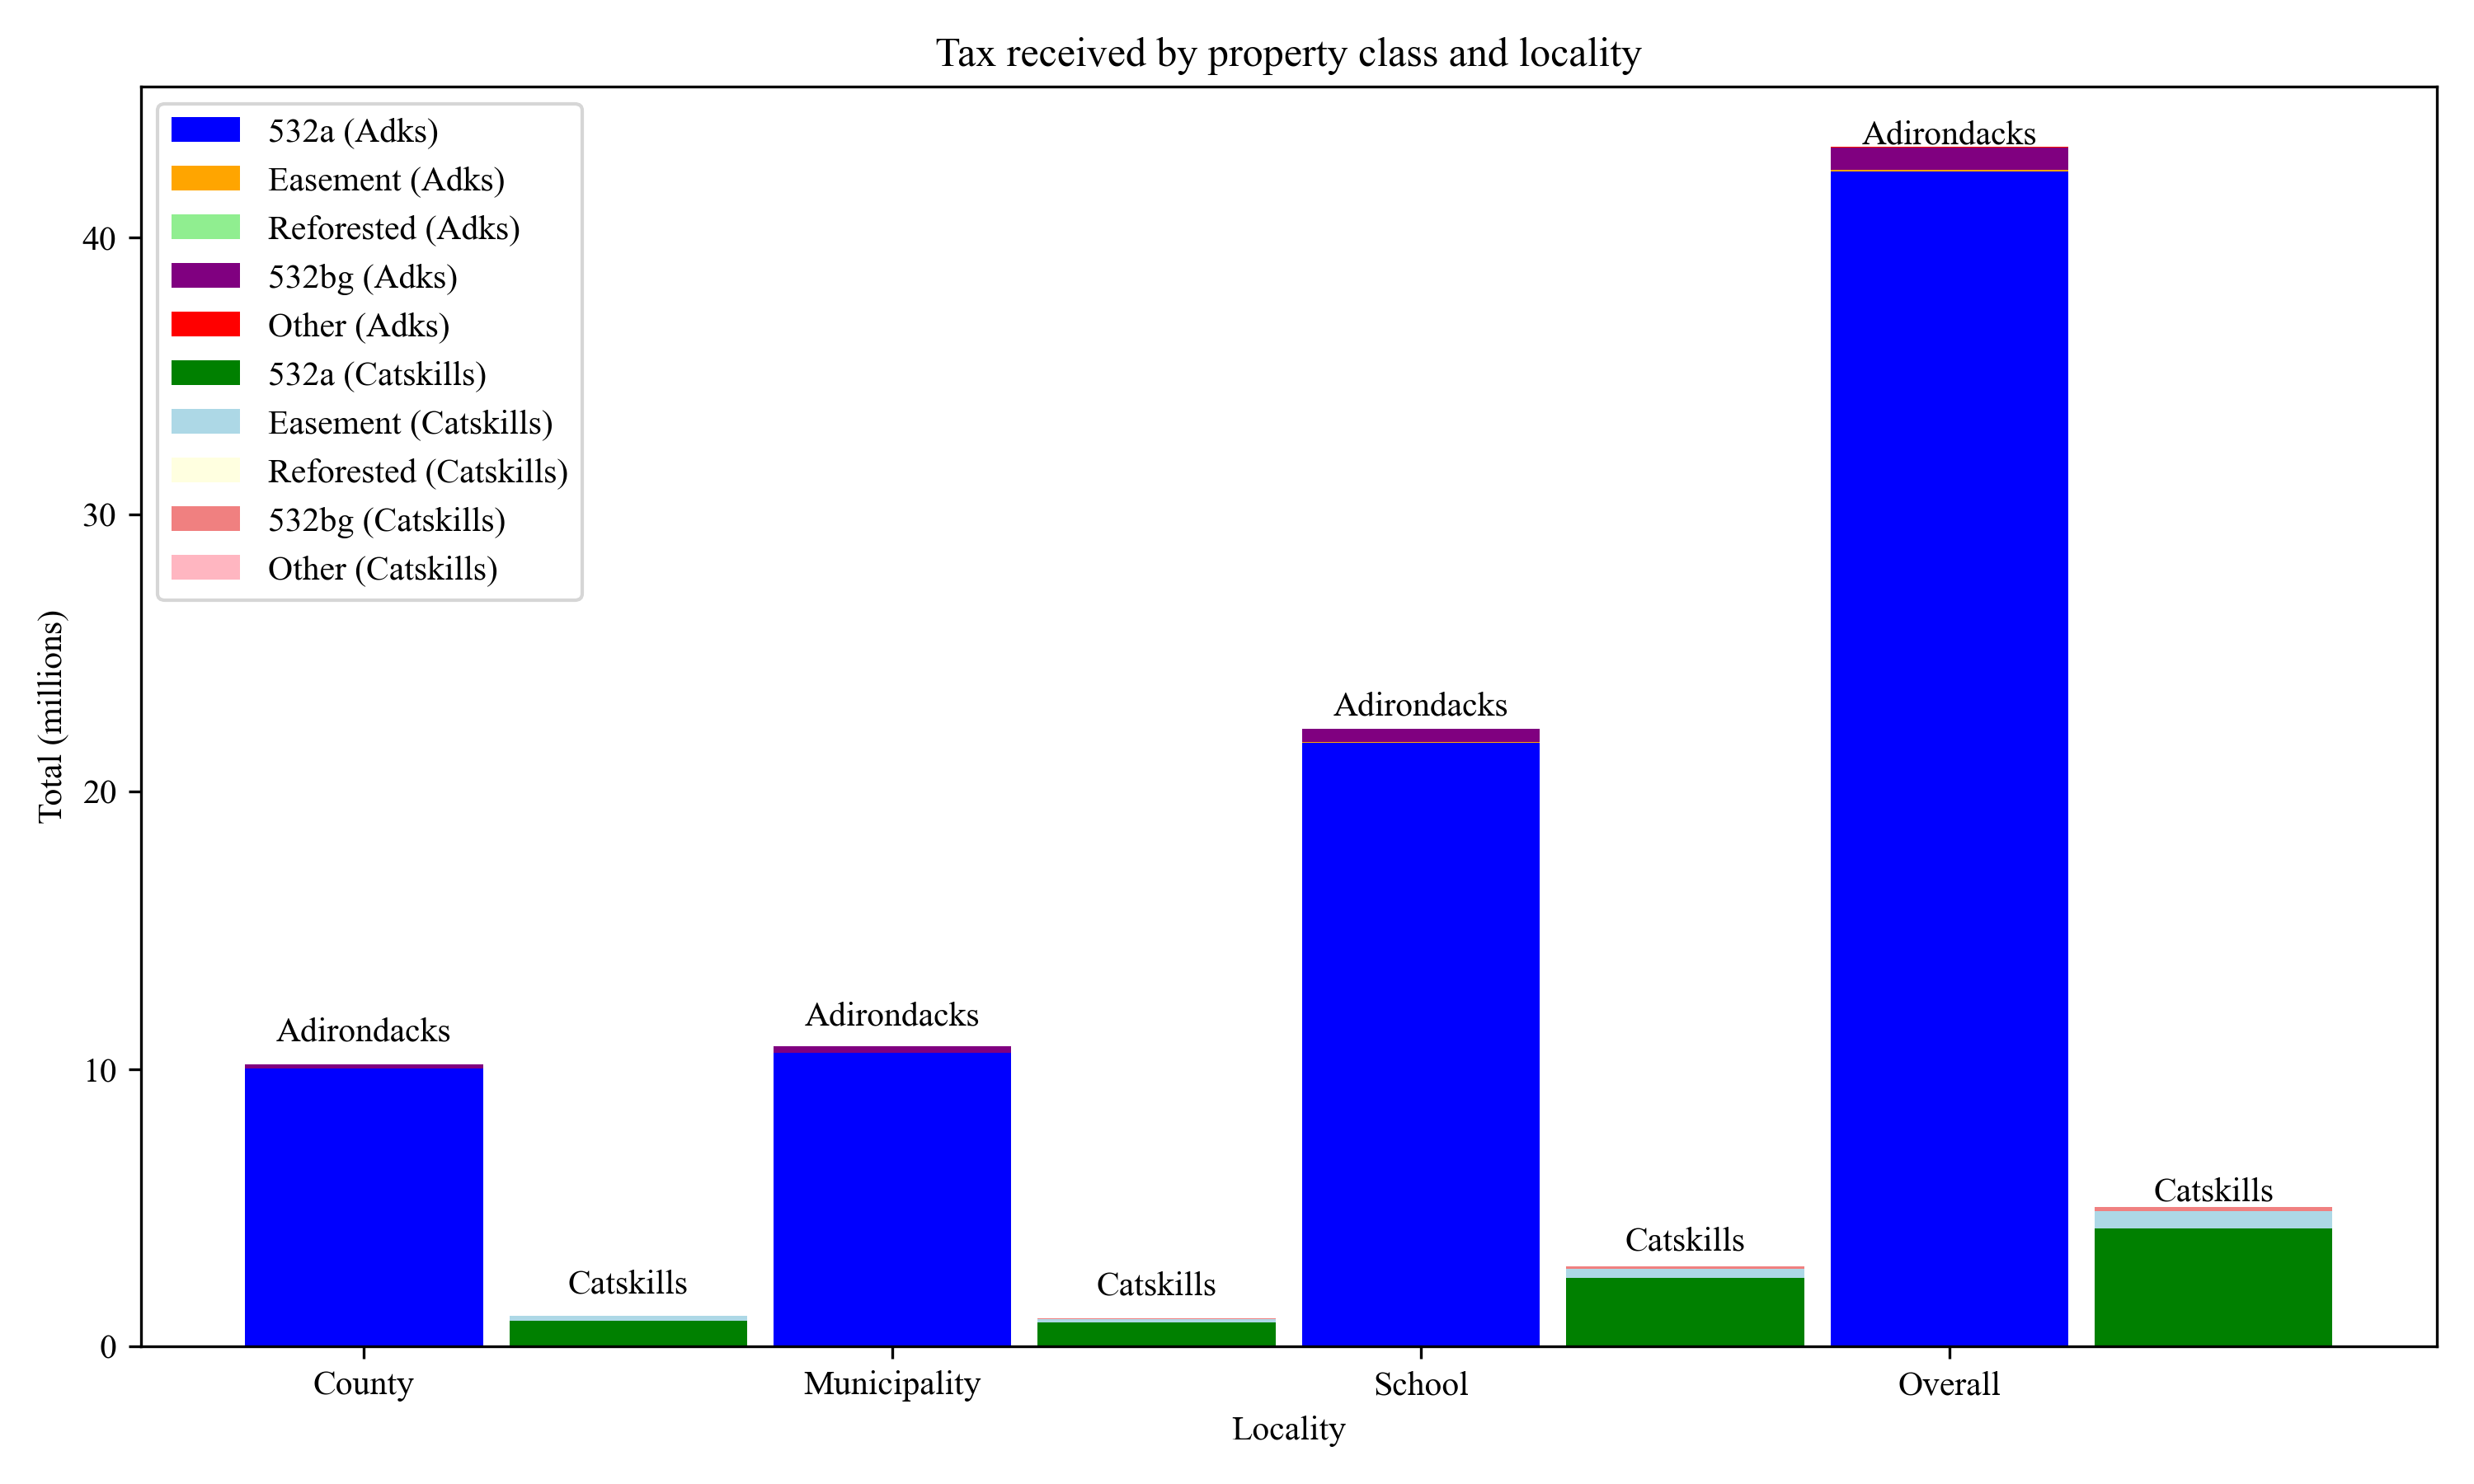 Tax received by property class and locality
532a (Adks)
Easement (Adks)
Reforested (Adks)
532bg (Adks)
Other (Adks)
532a (Catskills)
Easement (Catskills)
Reforested (Catskills)
532bg (Catskills)
Other (Catskills)
Total (millions)
40
30
20
10
0
Adirondacks
Catskills
Adirondacks
Catskills
Adirondacks
Catskills
Adirondacks
Catskills
County
Municipality
School
Overall
Locality